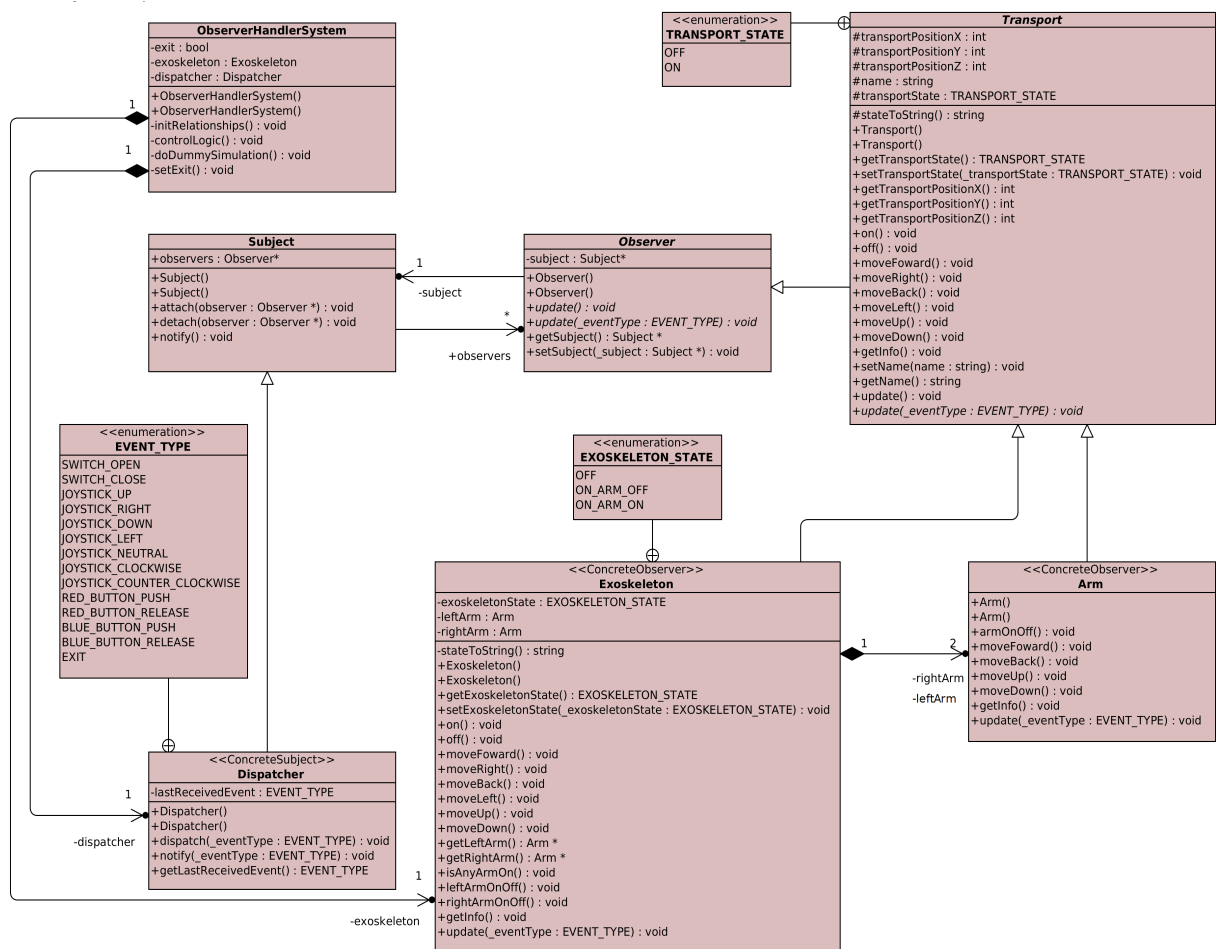 ObserverHandlerSystem
-exit : bool
-exoskeleton : Exoskeleton
-dispatcher : Dispatcher
+ObserverHandlerSystem()
+ObserverHandlerSystem()
-initRelationships() : void
-controlLogic() : void
-doDummySimulation() : void
-setExit() : void
1
1
<<enumeration>>
TRANSPORT_STATE
OFF
ON
Transport
#transportPositionX : int
#transportPositionY : int
#transportPositionZ : int
#name : string
#transportState : TRANSPORT_STATE
#stateToString() : string
+Transport()
+Transport()
+getTransportState() : TRANSPORT_STATE
+setTransportState(_transportState : TRANSPORT_STATE) : void
+getTransportPositionX() : int
+getTransportPositionY() : int
+getTransportPositionZ() : int
+on() : void
+off() : void
+moveFoward() : void
+moveRight() : void
+moveBack() : void
+moveLeft() : void
+moveUp() : void
+moveDown() : void
+getInfo() : void
+setName(name : string) : void
+getName() : string
+update() : void
+update(_eventType : EVENT_TYPE) : void
Subject
+observers : Observer*
+Subject()
+Subject()
+attach(observer : Observer *) : void
+detach(observer : Observer *) : void
+notify() : void
1
-subject
*
+observers
Observer
-subject : Subject*
+Observer()
+Observer()
+update() : void
+update(_eventType : EVENT_TYPE) : void
+getSubject() : Subject *
+setSubject(_subject : Subject *) : void
<<enumeration>>
EVENT_TYPE
SWITCH_OPEN
SWITCH_CLOSE
JOYSTICK_UP
JOYSTICK_RIGHT
JOYSTICK_DOWN
JOYSTICK_LEFT
JOYSTICK_NEUTRAL
JOYSTICK_CLOCKWISE
JOYSTICK_COUNTER_CLOCKWISE
RED_BUTTON_PUSH
RED_BUTTON_RELEASE
BLUE_BUTTON_PUSH
BLUE_BUTTON_RELEASE
EXIT
<<enumeration>>
EXOSKELETON_STATE
OFF
ON_ARM_OFF
ON_ARM_ON
<<ConcreteObserver>>
Exoskeleton
-exoskeletonState : EXOSKELETON_STATE
-leftArm : Arm
-rightArm : Arm
-stateToString() : string
+Exoskeleton()
+Exoskeleton()
+getExoskeletonState() : EXOSKELETON_STATE
+setExoskeletonState(_exoskeletonState : EXOSKELETON_STATE) : void
+on() : void
+off() : void
+moveFoward() : void
+moveRight() : void
+moveBack() : void
+moveLeft() : void
+moveUp() : void
+moveDown() : void
+getLeftArm() : Arm *
+getRightArm() : Arm *
+isAnyArmOn() : void
+leftArmOnOff() : void
+rightArmOnOff() : void
+getInfo() : void
+update(_eventType : EVENT_TYPE) : void
1
2
-rightArm
-leftArm
<<ConcreteObserver>>
Arm
+Arm()
+Arm()
+armOnOff() : void
+moveFoward() : void
+moveBack() : void
+moveUp() : void
+moveDown() : void
+getInfo() : void
+update(_eventType : EVENT_TYPE) : void
<<ConcreteSubject>>
Dispatcher
-lastReceivedEvent : EVENT_TYPE
+Dispatcher()
+Dispatcher()
+dispatch(_eventType : EVENT_TYPE) : void
+notify(_eventType : EVENT_TYPE) : void
+getLastReceivedEvent() : EVENT_TYPE
1
-dispatcher
1
-exoskeleton